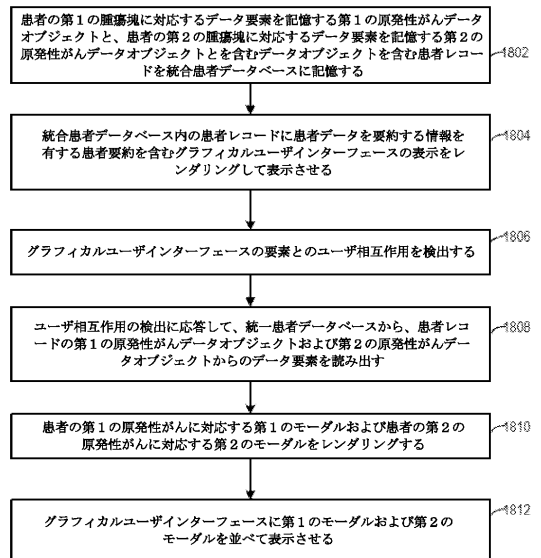 患者の第１の腫瘍塊に対応するデータ要素を記憶する第１の原発性がんデータ
オブジェクトと、患者の第２の腫瘍塊に対応するデータ要素を記憶する第２の
原発性がんデータオブジェクトとを含むデータオブジェクトを含む患者レコー
ドを統合患者データベースに記憶する
1802
統合患者データベース内の患者レコードに患者データを要約する情報を
有する患者要約を含むグラフィカルユーザインターフェースの表示をレ
ンダリングして表示させる
1804
グラフィカルユーザインターフェースの要素とのユーザ相互作用を検出する
1806
ユーザ相互作用の検出に応答して、統一患者データベースから、患者レコ
ードの第１の原発性がんデータオブジェクトおよび第２の原発性がんデー
タオブジェクトからのデータ要素を読み出す
1808
患者の第１の原発性がんに対応する第１のモーダルおよび患者の第２の
原発性がんに対応する第２のモーダルをレンダリングする
1810
グラフィカルユーザインターフェースに第１のモーダルおよび第２の
モーダルを並べて表示させる
1812